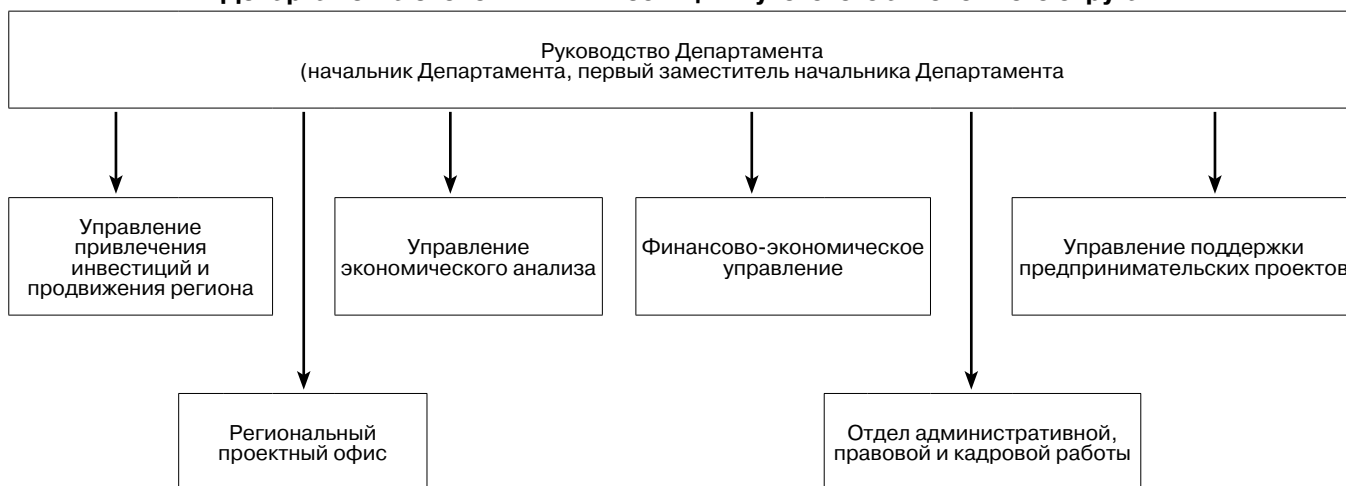 Руководство Департамента
(начальник Департамента, первый заместитель начальника Департамента
Управление
привлечения
инвестиций и
продвижения региона
Управление
экономического анализа
Финансово-экономическое
управление
Управление поддержки
предпринимательских проектов
Региональный
проектный офис
Отдел административной,
правовой и кадровой работы